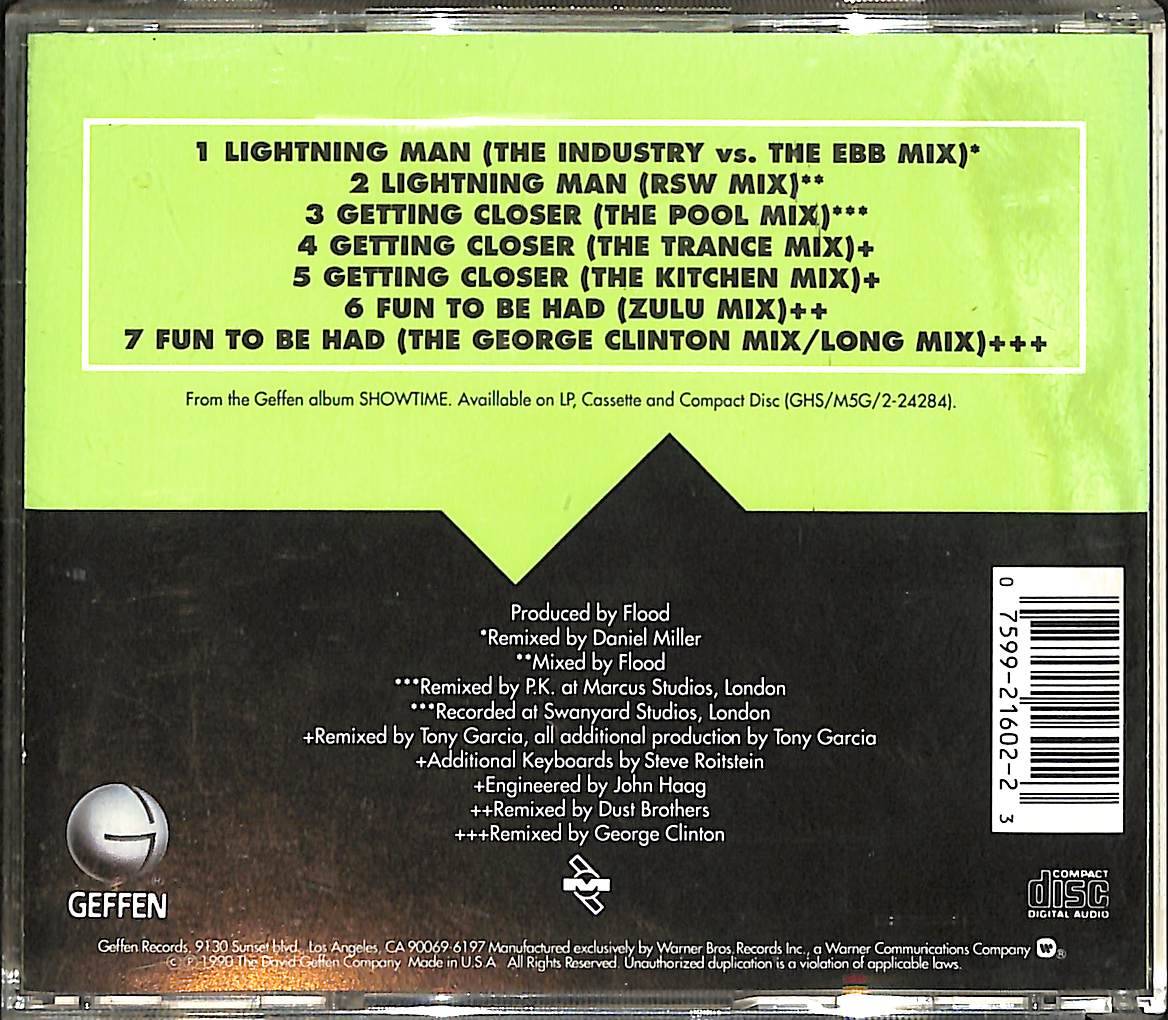 1 LIGHTNING MAN (THE INDUSTRY vs. THE EBB MIX)*
2 LIGHTNING MAN (RSW MIX)**
3 GETTING CLOSER (THE POOL MIX)***
4 GETTING CLOSER (THE TRANCE MIX)+
5 GETTING CLOSER (THE KITCHEN MIX)+
6 FUN TO BE HAD (ZULU MIX)++
7 FUN TO BE HAD (THE GEORGE CLINTON MIX/LONG MIX)+++
From the Geffen album SHOWTIME. Availlable on LP, Cassette and Compact Disc (GHS/M5G/2-24284).
Produced by Flood
*Remixed by Daniel Miller
**Mixed by Flood
***Remixed by P.K. at Marcus Studios, London
***Recorded at Swanyard Studios, London
+Remixed by Tony Garcia, all additional production by Tony Garcia
+Additional Keyboards by Steve Roitstein
+Engineered by John Haag
++Remixed by Dust Brothers
+++Remixed by George Clinton
0 7599-21602-2 3
GEFFEN
COMPACT
disc
DIGITAL AUDIO
Geffen Records, 9130 Sunset blvd., Los Angeles, CA 90069-6197 Manufactured exclusively by Warner Bros. Records Inc., a Warner Communications Company ®
© ℗ 1990 The David Geffen Company Made in U.S.A All Rights Reserved. Unauthorized duplication is a violation of applicable laws.